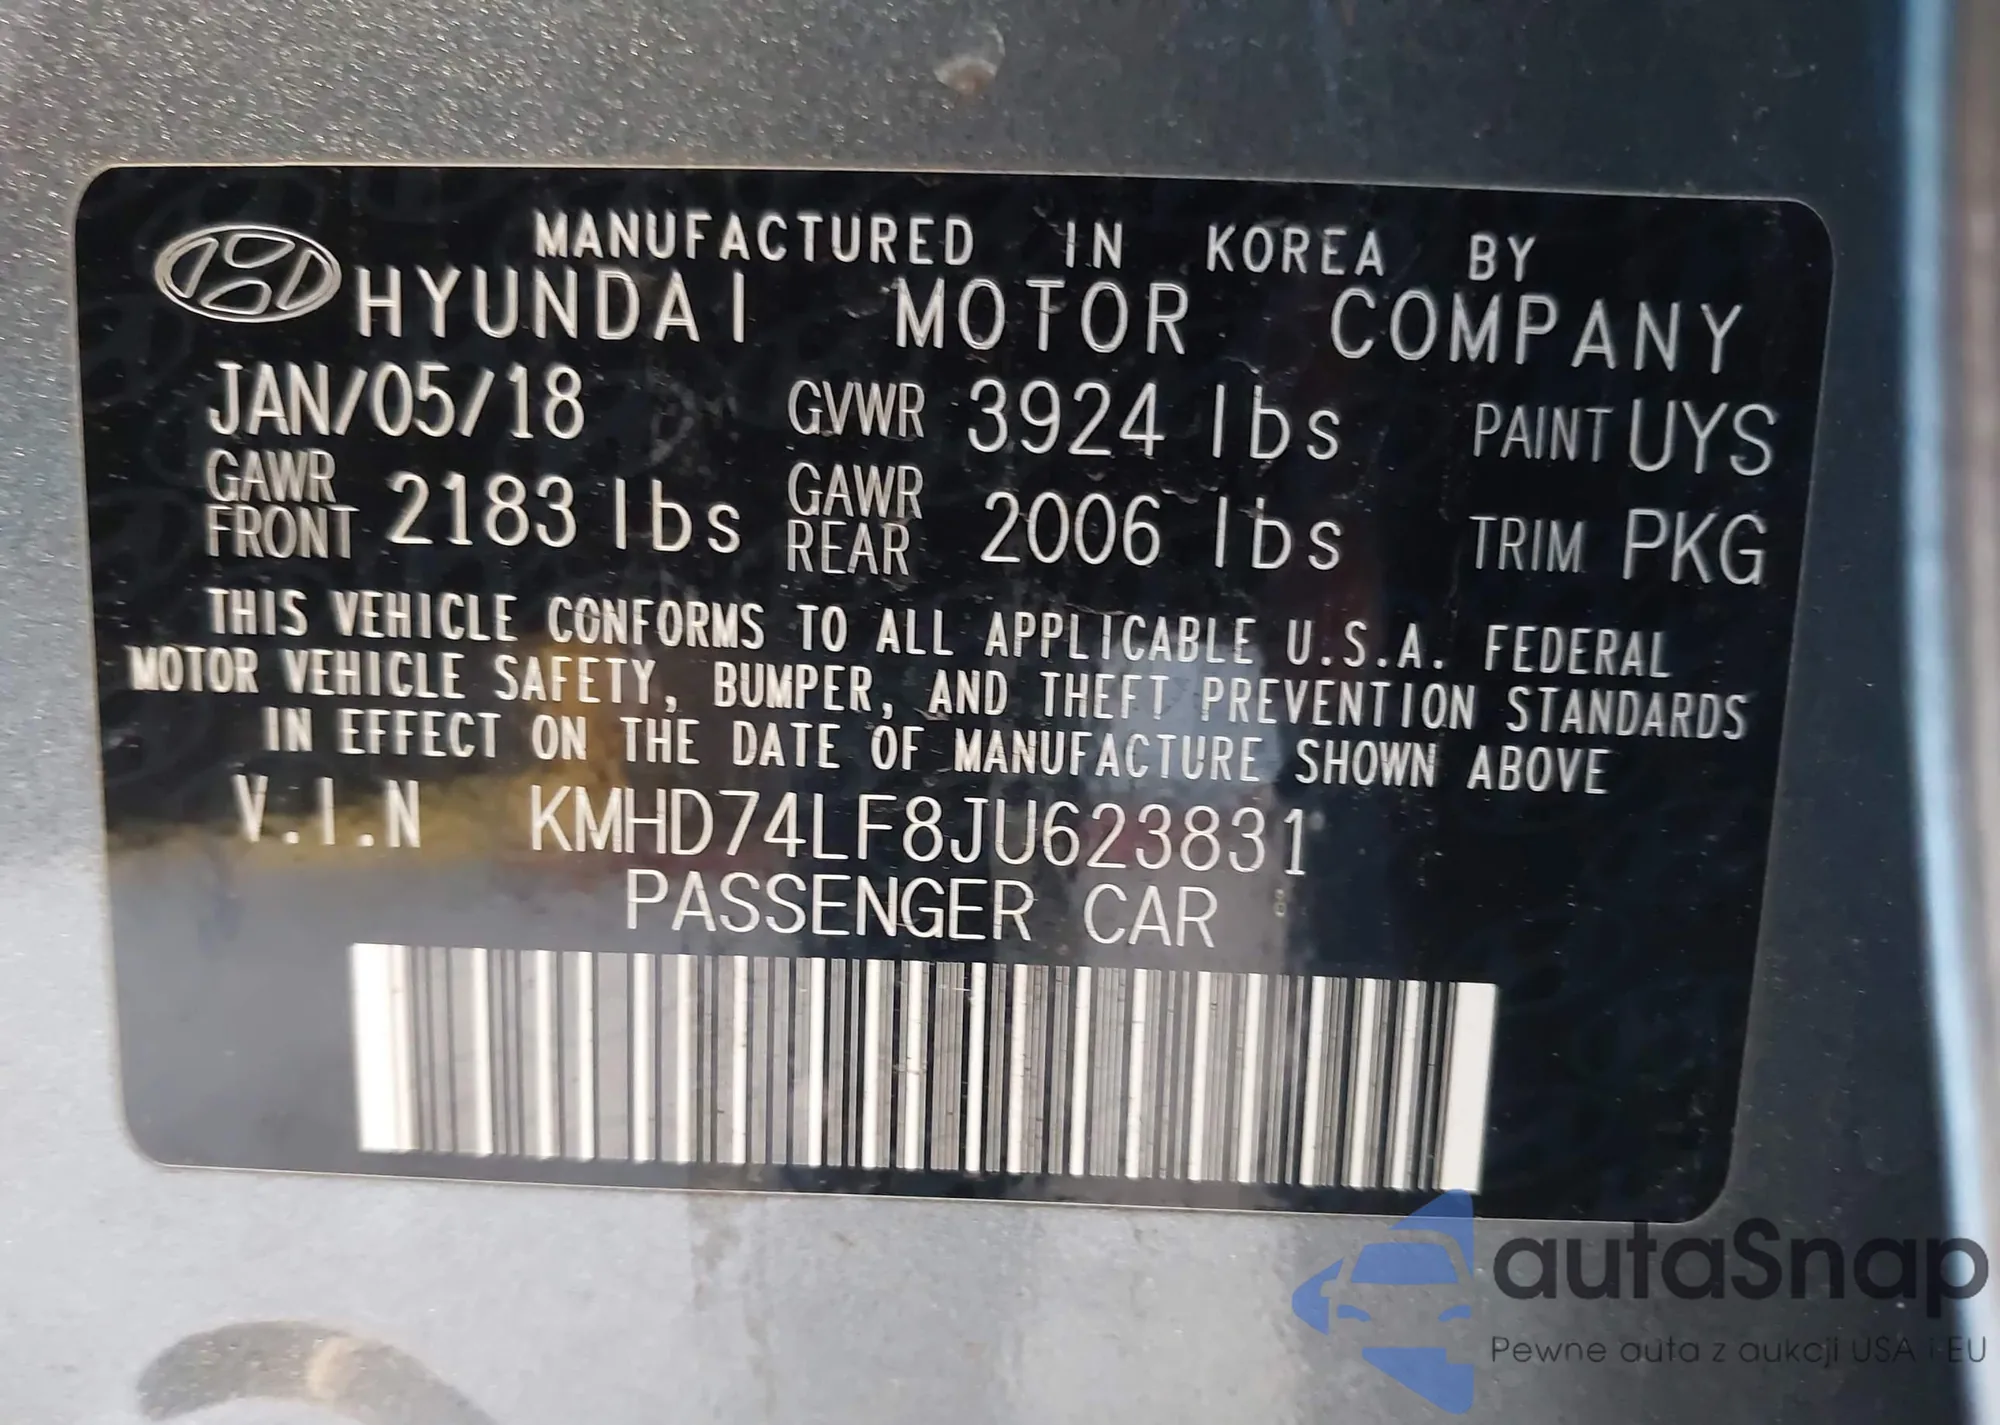 MANUFACTURED IN KOREA BY
HYUNDAI MOTOR COMPANY
JAN/05/18 GVWR 3924 lbs PAINT UYS
GAWR FRONT 2183 lbs GAWR REAR 2006 lbs TRIM PKG
THIS VEHICLE CONFORMS TO ALL APPLICABLE U.S.A. FEDERAL
MOTOR VEHICLE SAFETY, BUMPER, AND THEFT PREVENTION STANDARDS
IN EFFECT ON THE DATE OF MANUFACTURE SHOWN ABOVE
V.I.N KMHD74LF8JU623831
PASSENGER CAR
autaSnap
Pewne auta z aukcji USA i EU